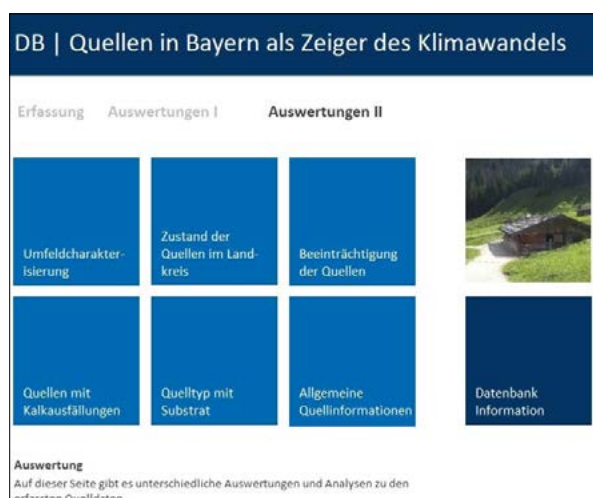 DB | Quellen in Bayern als Zeiger des Klimawandels
Erfassung Auswertungen I Auswertungen II
Umfeldcharakter-
isierung
Zustand der
Quellen im Land-
kreis
Beeinträchtigung
der Quellen
Quellen mit
Kalkausfällungen
Quelltyp mit
Substrat
Allgemeine
Quellinformationen
Datenbank
Information
Auswertung
Auf dieser Seite gibt es unterschiedliche Auswertungen und Analysen zu den
erfassten Quelldaten